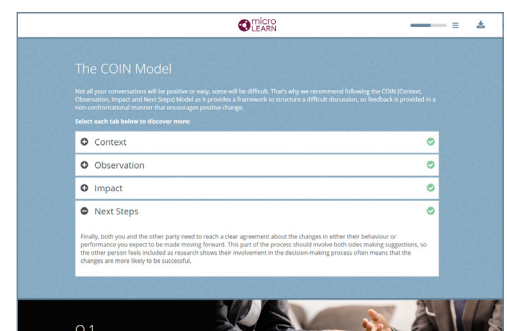 micro
LEARN
The COIN Model
Not all your conversations will be positive or easy, some will be difficult. That's why we recommend following the COIN (Context,
Observation, Impact and Next Steps) Model as it provides a framework to structure a difficult discussion, so feedback is provided in a
non-confrontational manner that encourages positive change.
Select each tab below to discover more:
Context
Observation
Impact
Next Steps
Finally, both you and the other party need to reach a clear agreement about the changes in either their behaviour or
performance you expect to be made moving forward. This part of the process should involve both sides making suggestions, so
the other person feels included as research shows their involvement in the decision-making process often means that the
changes are more likely to be successful.